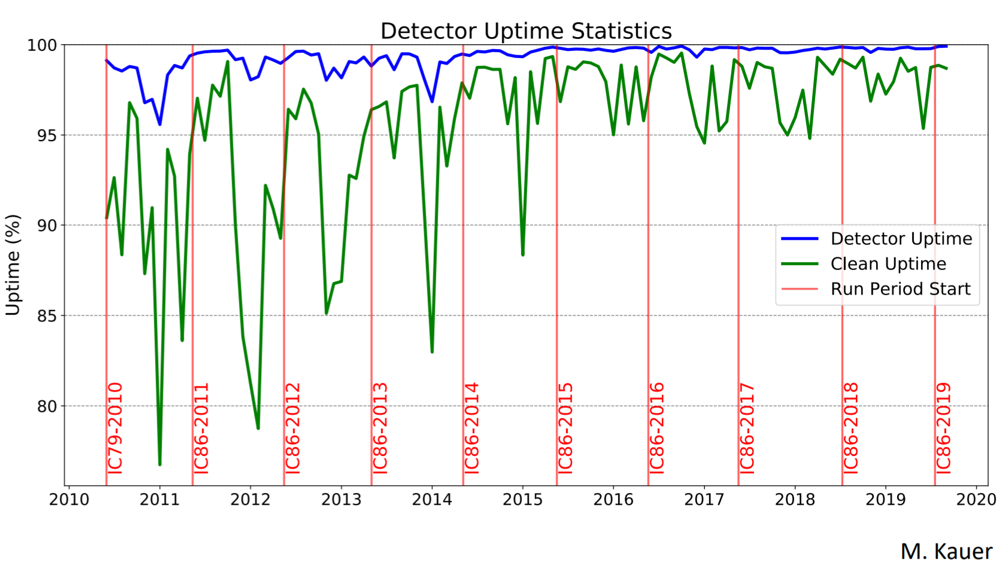 Detector Uptime Statistics
Uptime (%)
100
95
90
85
80
Detector Uptime
Clean Uptime
Run Period Start
IC79-2010
IC86-2011
IC86-2012
IC86-2013
IC86-2014
IC86-2015
IC86-2016
IC86-2017
IC86-2018
IC86-2019
2010 2011 2012 2013 2014 2015 2016 2017 2018 2019 2020
M. Kauer